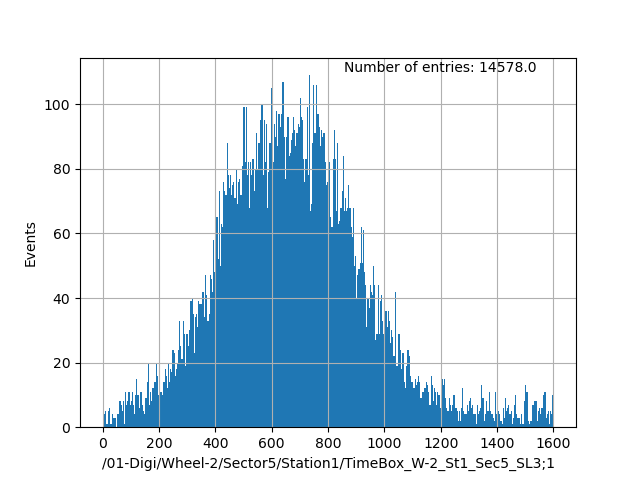 Number of entries: 14578.0
Events
100
80
60
40
20
0
0 200 400 600 800 1000 1200 1400 1600
/01-Digi/Wheel-2/Sector5/Station1/TimeBox_W-2_St1_Sec5_SL3;1